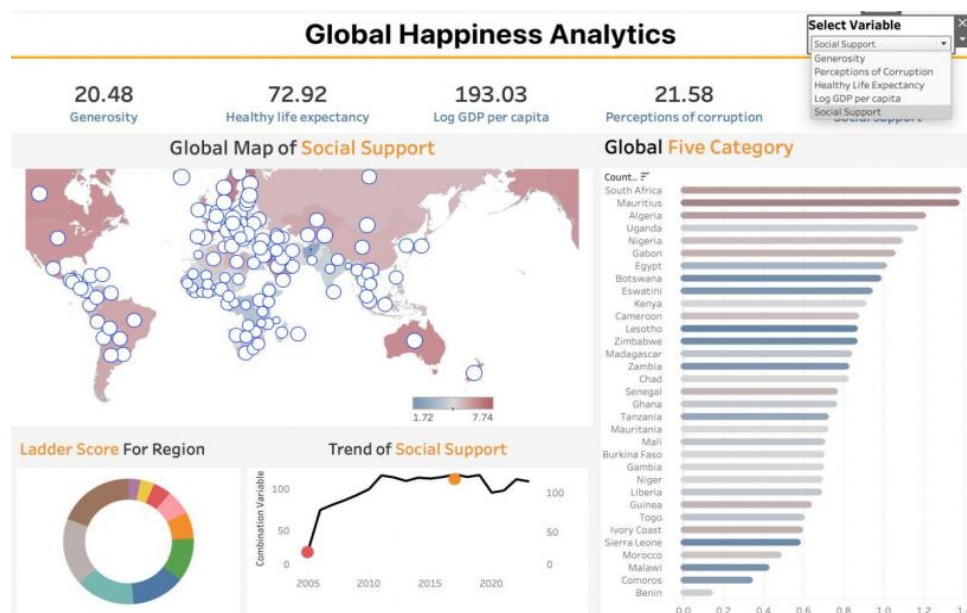 Global Happiness Analytics
Select Variable
Social Support
Generosity
Perceptions of Corruption
Healthy Life Expectancy
Log GDP per capita
Social Support
20.48
Generosity
72.92
Healthy life expectancy
193.03
Log GDP per capita
21.58
Perceptions of corruption
Social support
Global Map of Social Support
1.72 7.74
Global Five Category
Count..
South Africa
Mauritius
Algeria
Uganda
Nigeria
Gabon
Egypt
Botswana
Eswatini
Kenya
Cameroon
Lesotho
Zimbabwe
Madagascar
Zambia
Chad
Senegal
Ghana
Tanzania
Mauritania
Mali
Burkina Faso
Gambia
Niger
Liberia
Guinea
Togo
Ivory Coast
Sierra Leone
Morocco
Malawi
Comoros
Benin
0.0 0.2 0.4 0.6 0.8 1.0 1.2
Ladder Score For Region
Trend of Social Support
Combination Variable
100 100
50 50
0 0
2005 2010 2015 2020